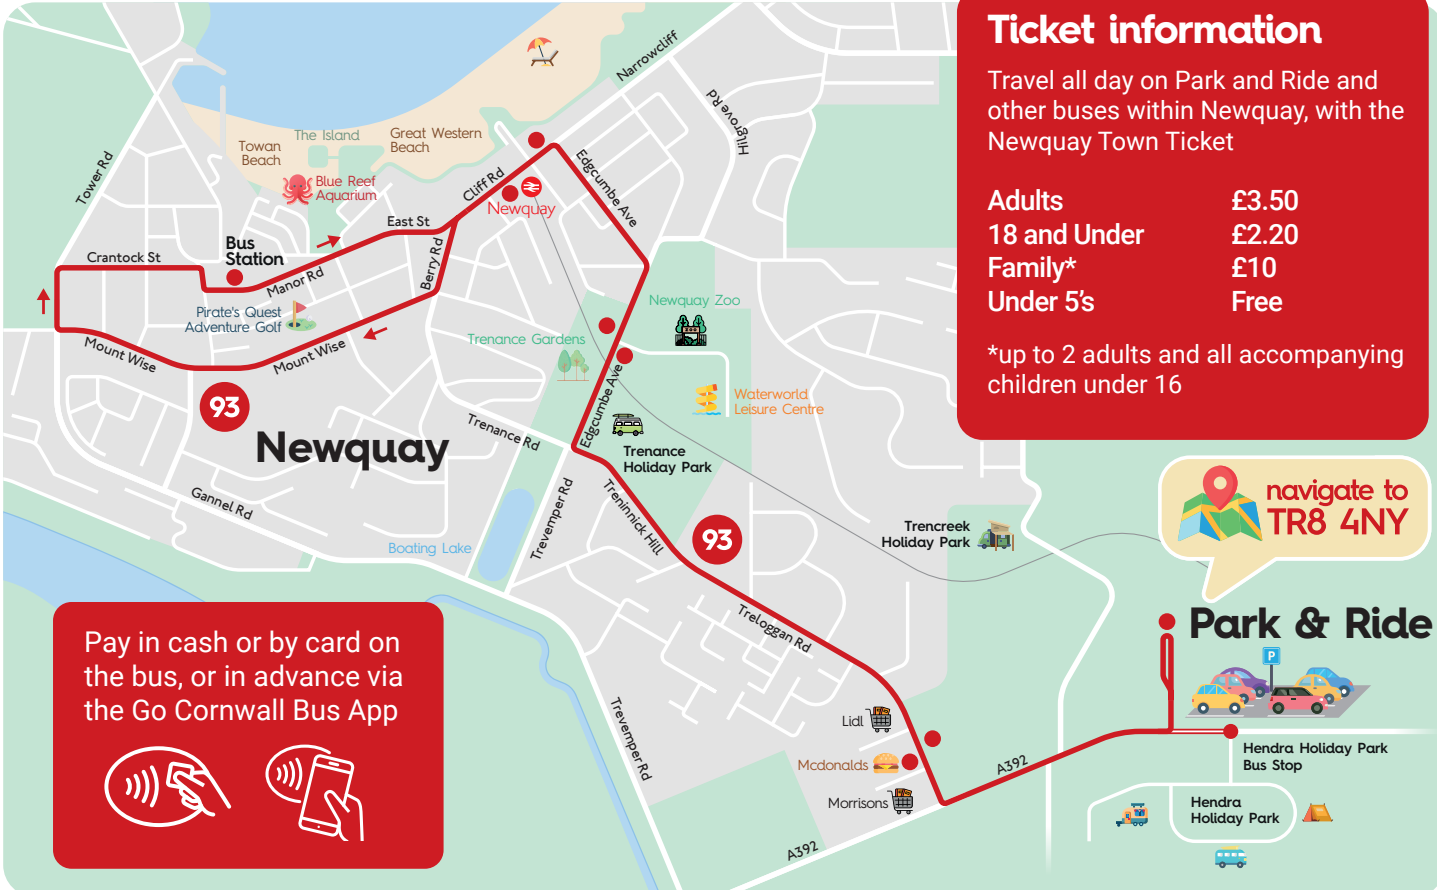 Ticket information
Travel all day on Park and Ride and
other buses within Newquay, with the
Newquay Town Ticket
Adults £3.50
18 and Under £2.20
Family* £10
Under 5's Free
*up to 2 adults and all accompanying
children under 16
Narrowcliff
Hilgrove Rd
The Island
Great Western
Beach
Towan
Beach
Tower Rd
Blue Reef
Aquarium
Cliff Rd
Edgcumbe Ave
Newquay
East St
Bus
Station
Crantock St
Berry Rd
Manor Rd
Pirate's Quest
Adventure Golf
Newquay Zoo
Trenance Gardens
Mount Wise
Mount Wise
93
Edgcumbe Ave
Waterworld
Leisure Centre
Newquay
Trenance Rd
Trenance
Holiday Park
Gannel Rd
Trevemper Rd
Treninnick Hill
93
Boating Lake
Trencreek
Holiday Park
navigate to
TR8 4NY
Park & Ride
P
Treloggan Rd
Pay in cash or by card on
the bus, or in advance via
the Go Cornwall Bus App
Trevemper Rd
Lidl
Mcdonalds
Morrisons
A392
A392
Hendra Holiday Park
Bus Stop
Hendra
Holiday Park